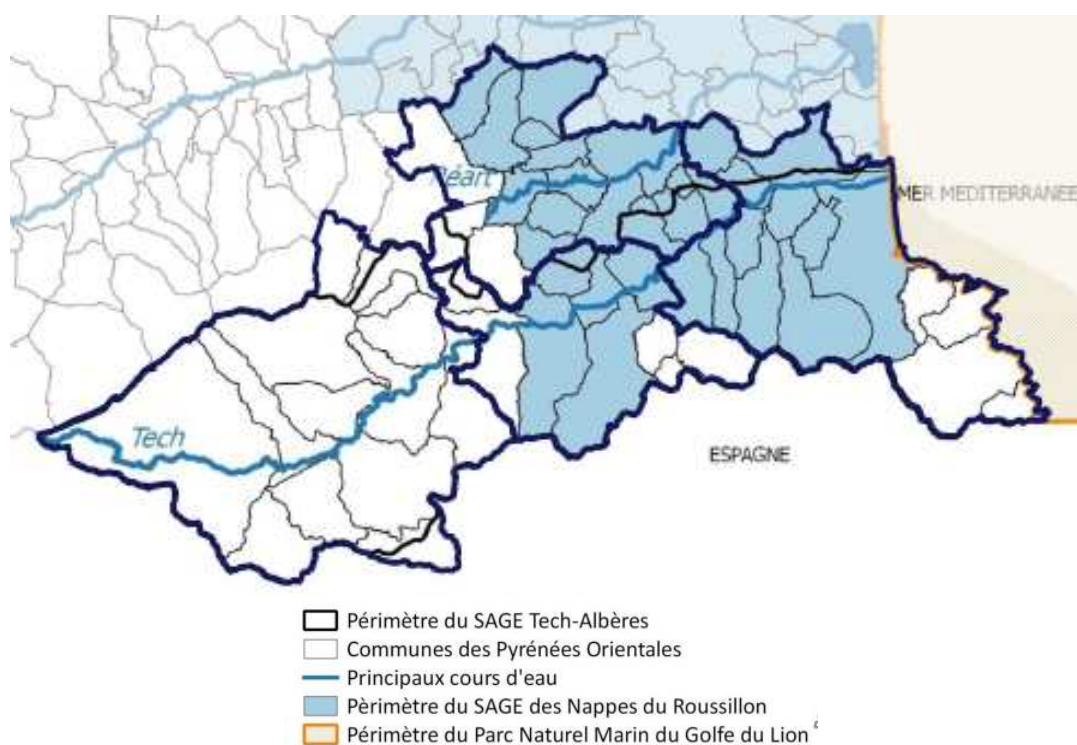 Réart
MER MEDITERRANEE
Tech
ESPAGNE
Périmètre du SAGE Tech-Albères
Communes des Pyrénées Orientales
Principaux cours d'eau
Pèrimètre du SAGE des Nappes du Roussillon
Périmètre du Parc Naturel Marin du Golfe du Lion